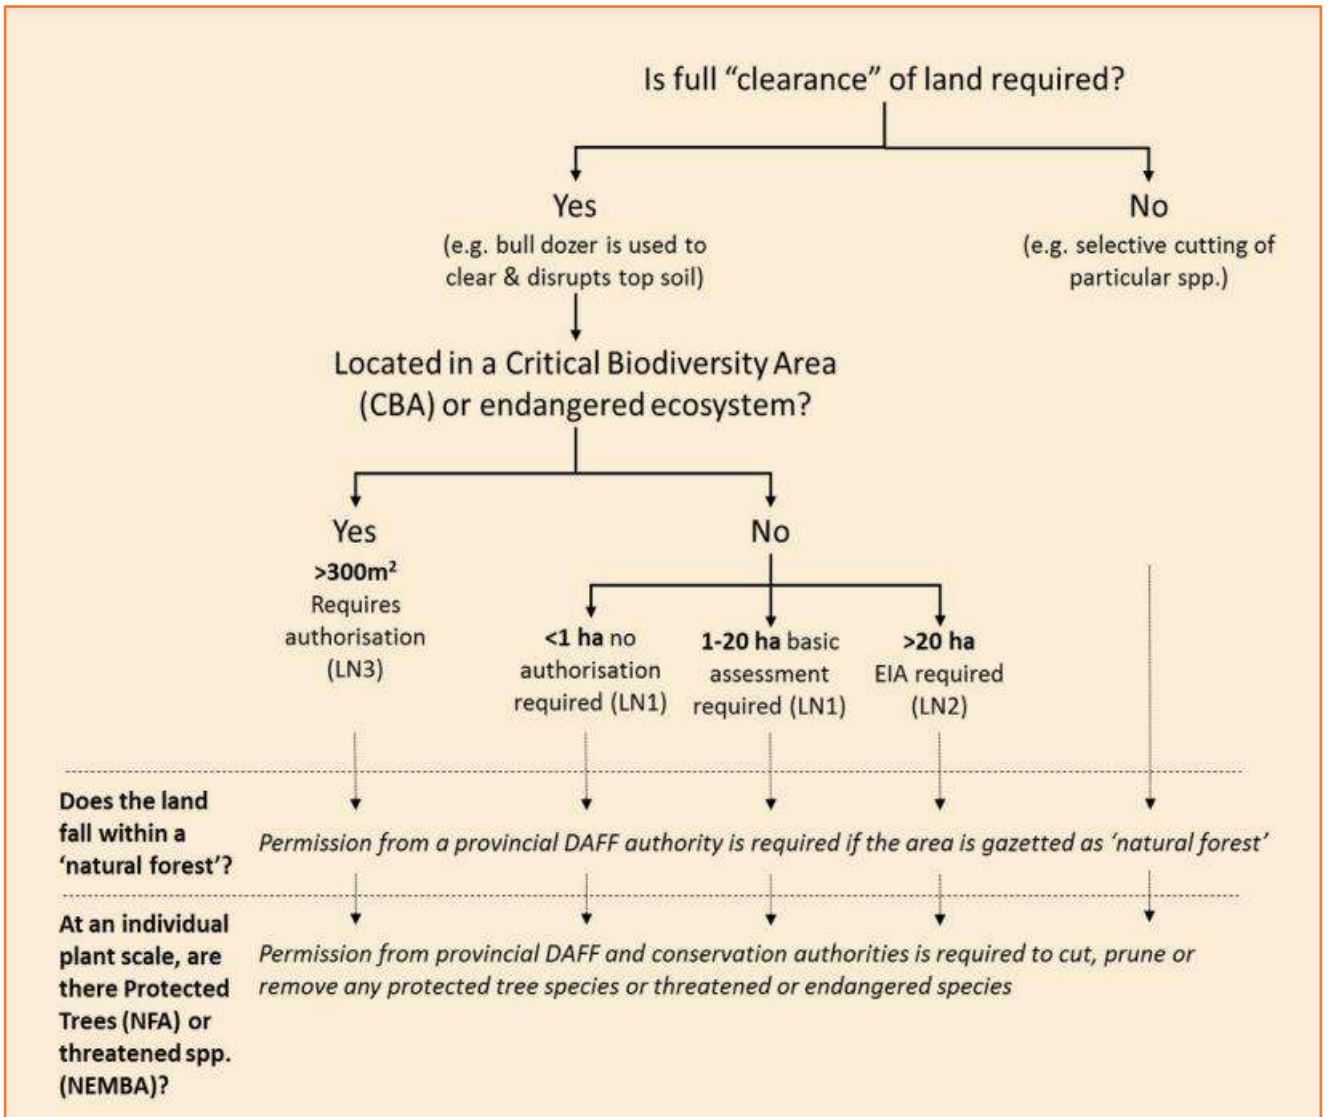 Is full “clearance” of land required?
Yes
(e.g. bull dozer is used to
clear & disrupts top soil)
No
(e.g. selective cutting of
particular spp.)
Located in a Critical Biodiversity Area
(CBA) or endangered ecosystem?
Yes
>300m²
Requires
authorisation
(LN3)
No
<1 ha no
authorisation
required (LN1)
1-20 ha basic
assessment
required (LN1)
>20 ha
EIA required
(LN2)
Does the land
fall within a
‘natural forest’?
Permission from a provincial DAFF authority is required if the area is gazetted as ‘natural forest’
At an individual
plant scale, are
there Protected
Trees (NFA) or
threatened spp.
(NEMBA)?
Permission from provincial DAFF and conservation authorities is required to cut, prune or
remove any protected tree species or threatened or endangered species